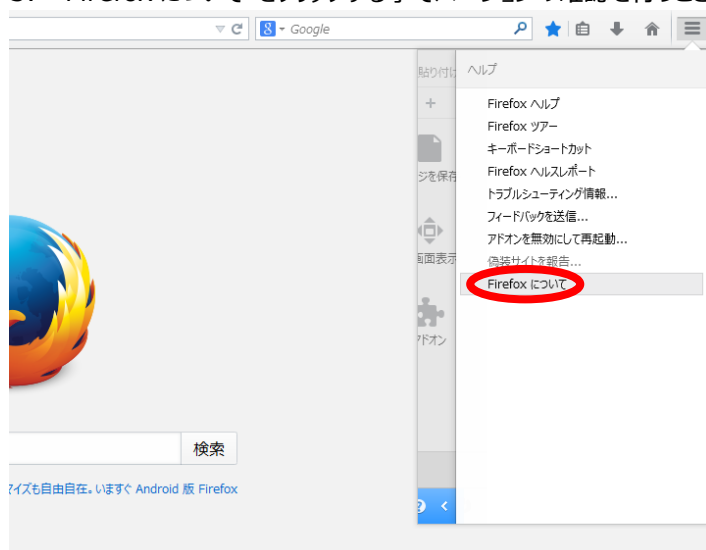 Google
ヘルプ
貼り付け
Firefox ヘルプ
Firefox ツアー
キーボードショートカット
Firefox ヘルスレポート
ジを保存
トラブルシューティング情報...
フィードバックを送信...
アドオンを無効にして再起動...
画面表示
偽装サイトを報告...
Firefox について
アドオン
検索
マイズも自由自在。いますぐ Android 版 Firefox